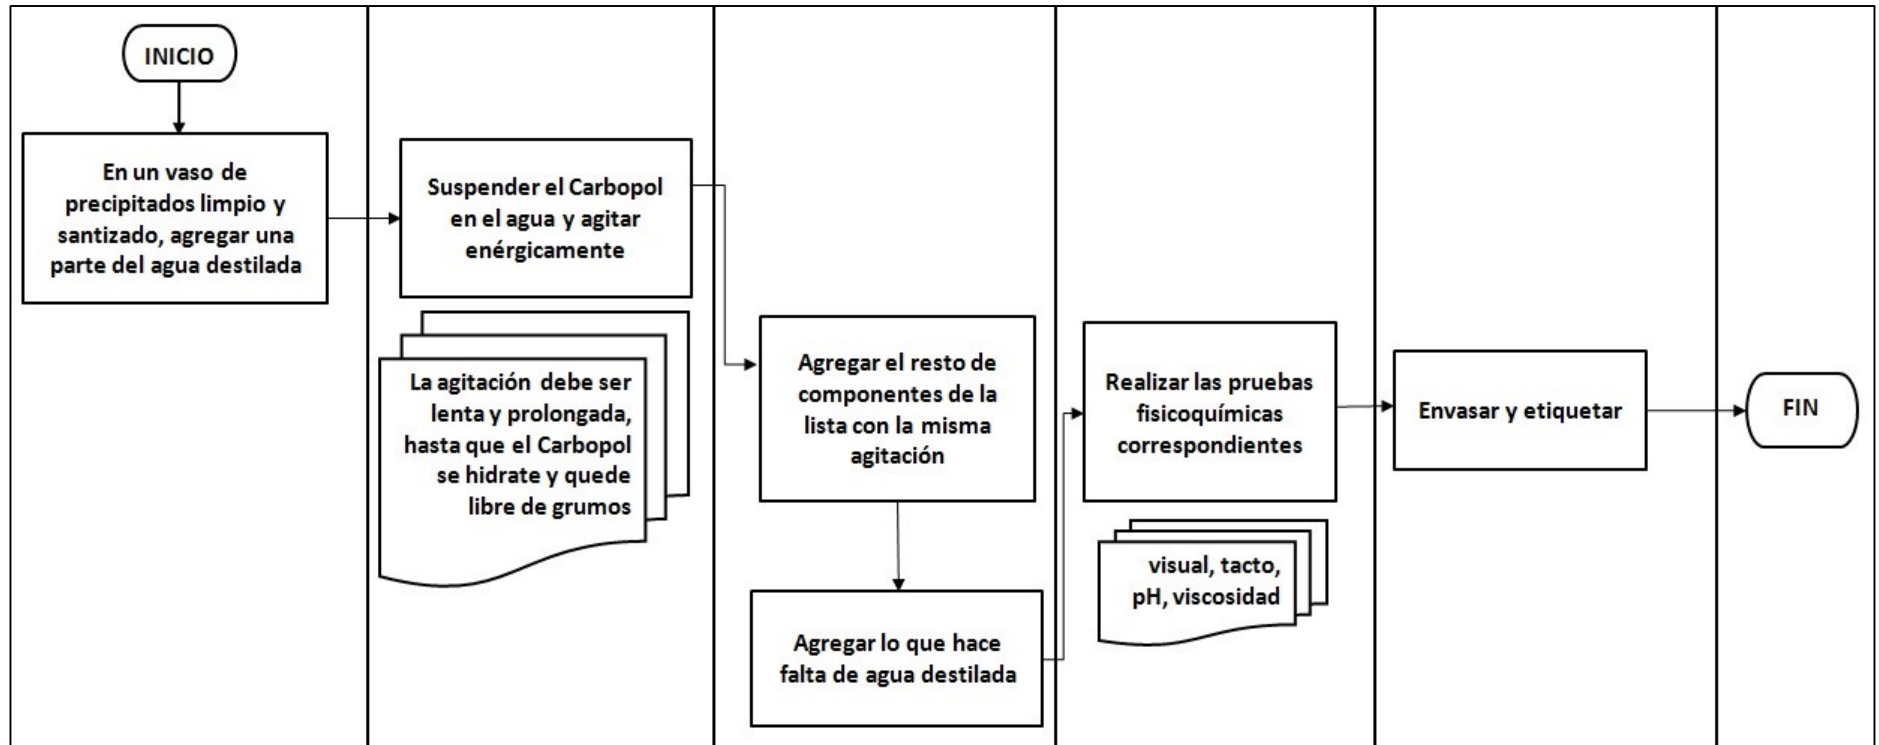 INICIO
En un vaso de
precipitados limpio y
santizado, agregar una
parte del agua destilada
Suspender el Carbopol
en el agua y agitar
enérgicamente
La agitación debe ser
lenta y prolongada,
hasta que el Carbopol
se hidrate y quede
libre de grumos
Agregar el resto de
componentes de la
lista con la misma
agitación
Agregar lo que hace
falta de agua destilada
Realizar las pruebas
fisicoquímicas
correspondientes
visual, tacto,
pH, viscosidad
Envasar y etiquetar
FIN